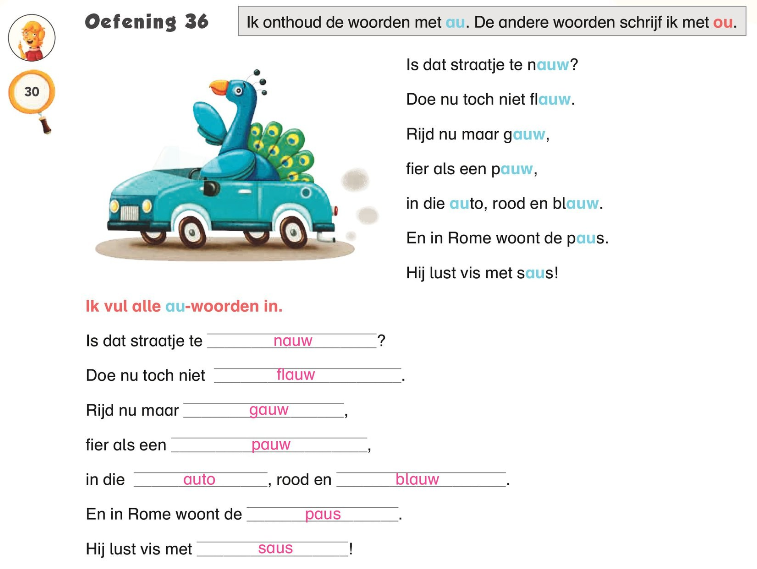 Oefening 36
Ik onthoud de woorden met au. De andere woorden schrijf ik met ou.
30
Is dat straatje te nauw?
Doe nu toch niet flauw.
Rijd nu maar gauw,
fier als een pauw,
in die auto, rood en blauw.
En in Rome woont de paus.
Hij lust vis met saus!
Ik vul alle au-woorden in.
Is dat straatje te nauw?
Doe nu toch niet flauw.
Rijd nu maar gauw,
fier als een pauw,
in die auto, rood en blauw.
En in Rome woont de paus.
Hij lust vis met saus!